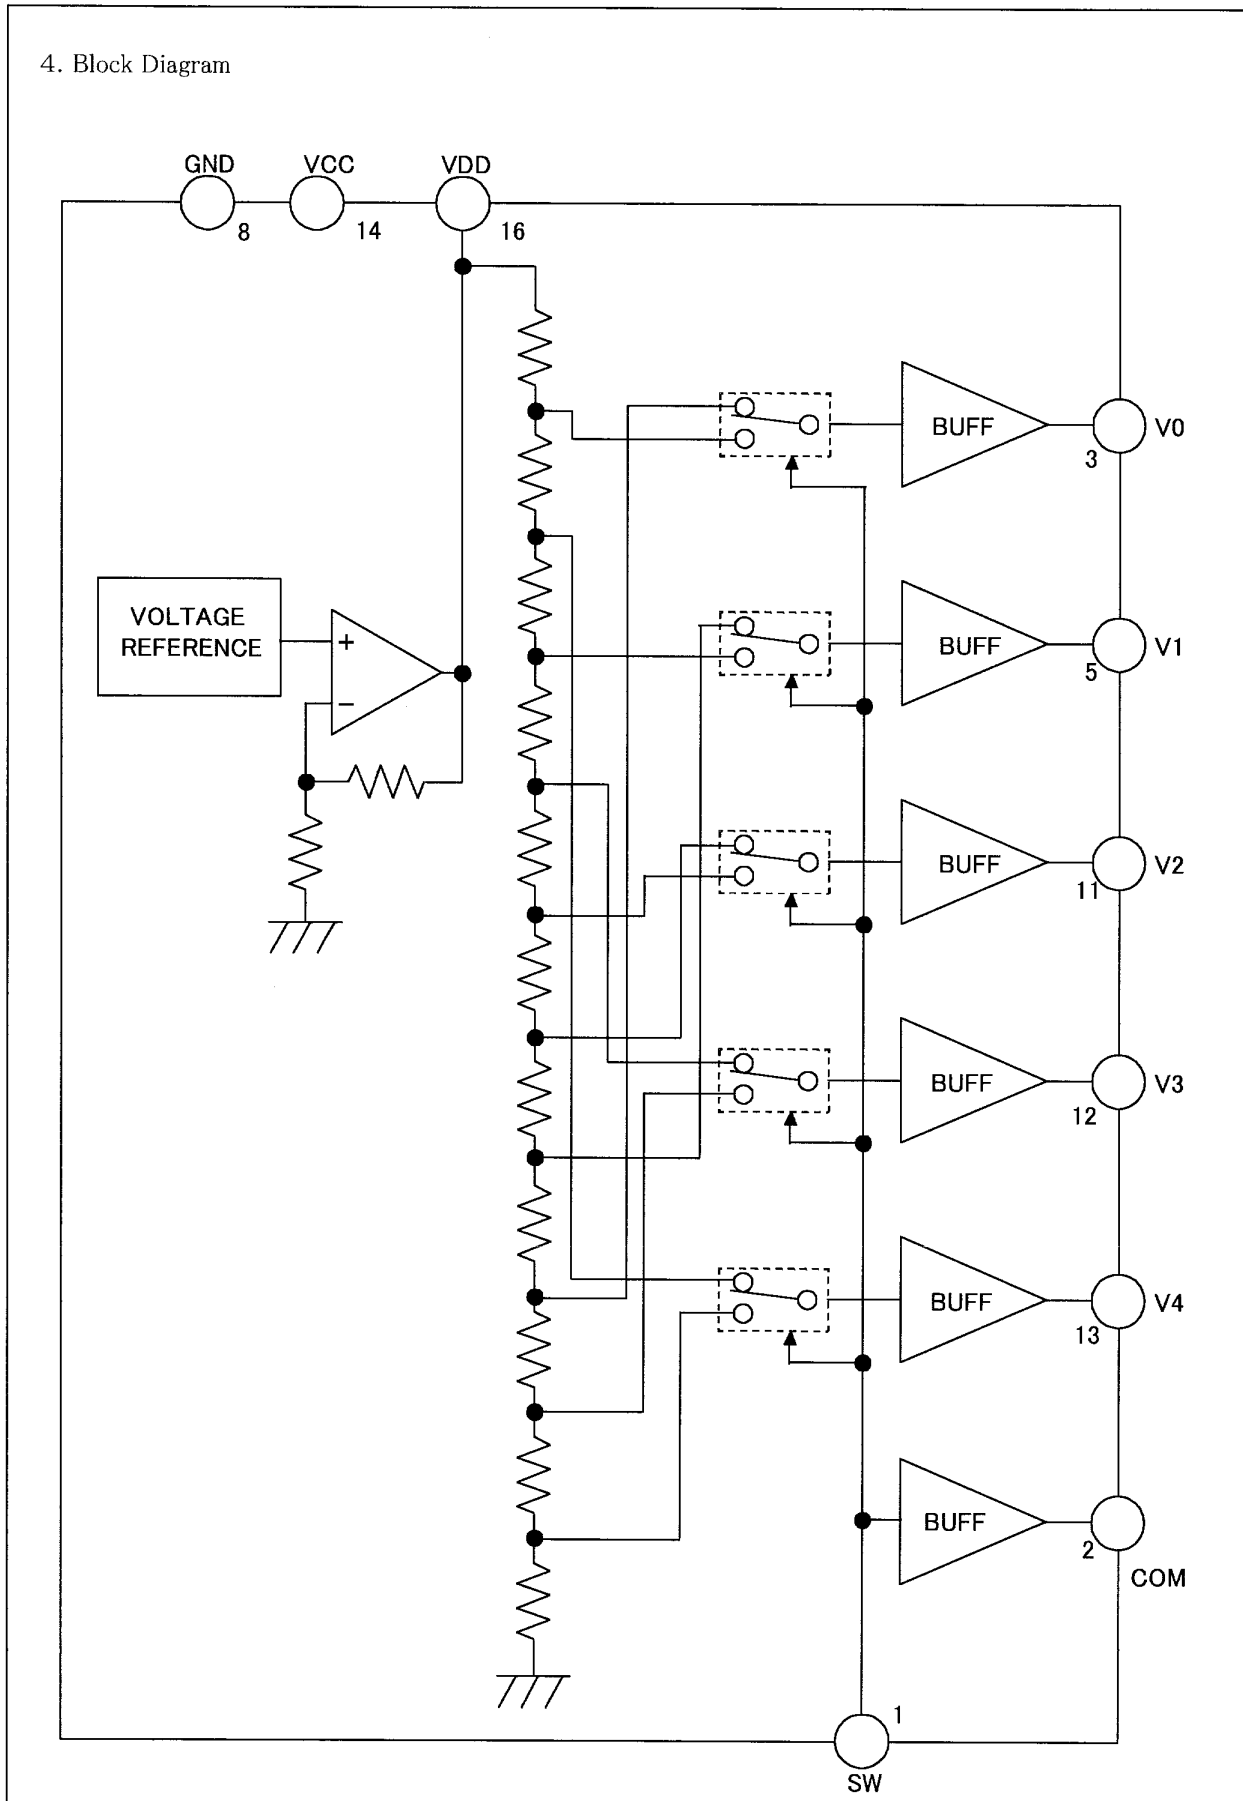 4. Block Diagram
GND
VCC
VDD
8
14
16
BUFF
V0
3
VOLTAGE
REFERENCE
+
−
BUFF
V1
5
BUFF
V2
11
BUFF
V3
12
BUFF
V4
13
BUFF
2
COM
1
SW